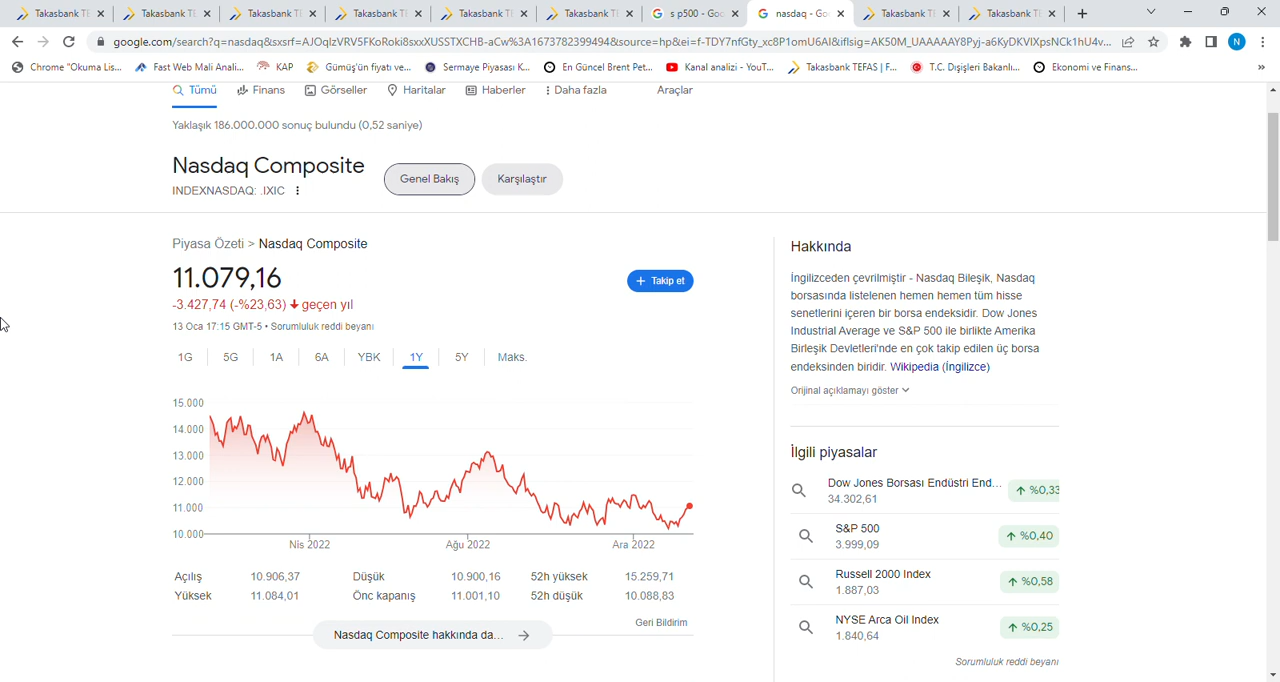 Takasbank TE
Takasbank TE
Takasbank TE
Takasbank TE
Takasbank TE
Takasbank TE
s p500 - Goo
nasdaq - Go
Takasbank TE
Takasbank TE
google.com/search?q=nasdaq&sxsrf=AJOqlzVRV5FKoRoki8sxxXUSSTXCHB-aCw%3A1673782399494&source=hp&ei=f-TDY7nfGty_xc8P1omU6AI&iflsig=AK50M_UAAAAAY8Pyj-a6KyDKVlXpsNCk1hU4v...
N
Chrome "Okuma Lis...
Fast Web Mali Anali...
KAP
Gümüş'ün fiyatı ve...
Sermaye Piyasası K...
En Güncel Brent Pet...
Kanal analizi - YouT...
Takasbank TEFAS | F...
T.C. Dışişleri Bakanlı...
Ekonomi ve Finans...
Tümü
Finans
Görseller
Haritalar
Haberler
Daha fazla
Araçlar
Yaklaşık 186.000.000 sonuç bulundu (0,52 saniye)
Nasdaq Composite
INDEXNASDAQ: .IXIC
Genel Bakış
Karşılaştır
Piyasa Özeti > Nasdaq Composite
11.079,16
+ Takip et
-3.427,74 (-%23,63) ↓ geçen yıl
13 Oca 17:15 GMT-5 • Sorumluluk reddi beyanı
1G
5G
1A
6A
YBK
1Y
5Y
Maks.
15.000
14.000
13.000
12.000
11.000
10.000
Nis 2022
Ağu 2022
Ara 2022
Açılış 10.906,37
Düşük 10.900,16
52h yüksek 15.259,71
Yüksek 11.084,01
Önc kapanış 11.001,10
52h düşük 10.088,83
Geri Bildirim
Nasdaq Composite hakkında da... →
Hakkında
İngilizceden çevrilmiştir - Nasdaq Bileşik, Nasdaq
borsasında listelenen hemen hemen tüm hisse
senetlerini içeren bir borsa endeksidir. Dow Jones
Industrial Average ve S&P 500 ile birlikte Amerika
Birleşik Devletleri'nde en çok takip edilen üç borsa
endeksinden biridir. Wikipedia (İngilizce)
Orijinal açıklamayı göster
İlgili piyasalar
Dow Jones Borsası Endüstri End...
34.302,61
↑ %0,33
S&P 500
3.999,09
↑ %0,40
Russell 2000 Index
1.887,03
↑ %0,58
NYSE Arca Oil Index
1.840,64
↑ %0,25
Sorumluluk reddi beyanı